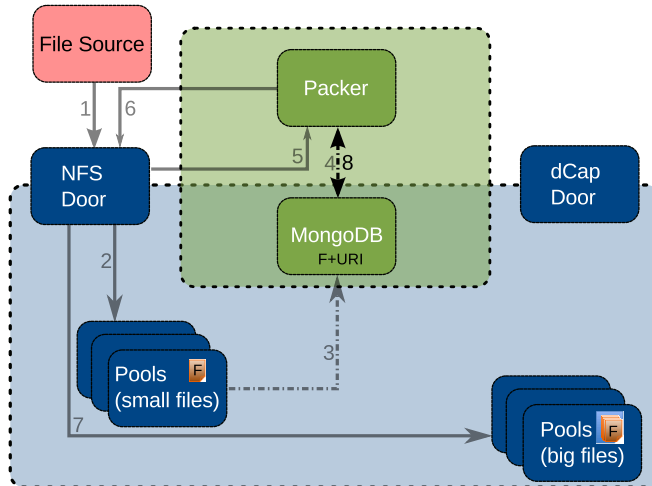 File Source
Packer
1
6
5
4
8
NFS
Door
dCap
Door
MongoDB
F+URI
2
3
Pools
F
(small files)
7
Pools
F
(big files)